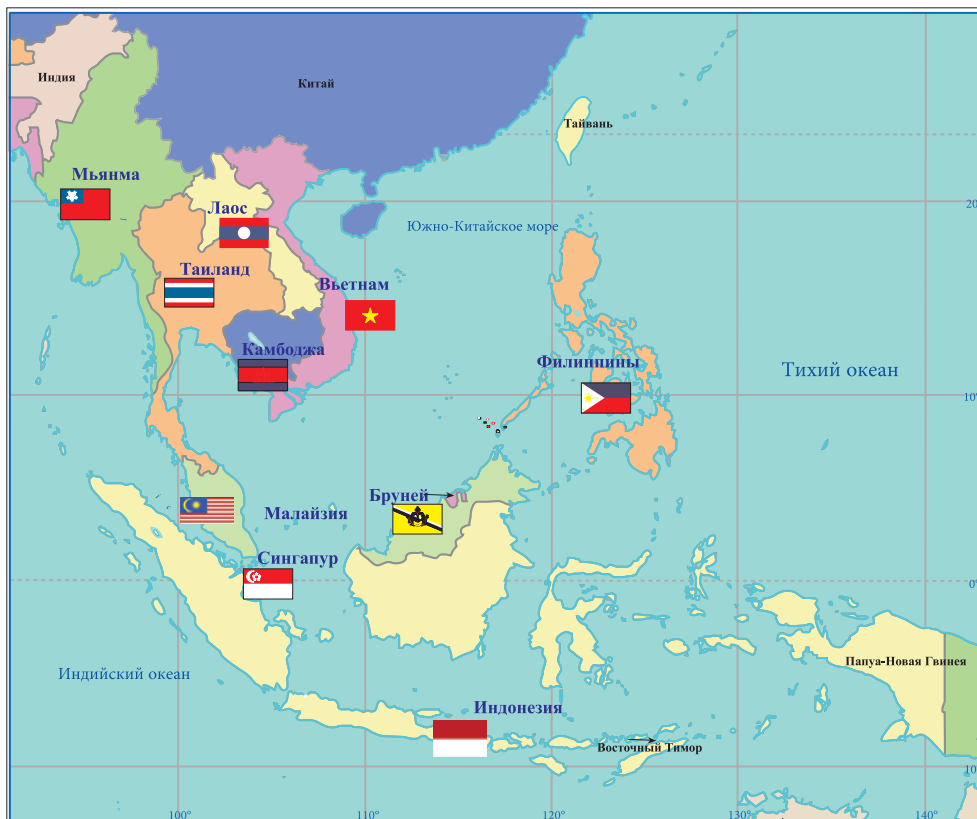 Индия
Китай
Тайвань
Мьянма
Лаос
20
Южно-Китайское море
Таиланд
Вьетнам
Камбоджа
Филиппины
Тихий океан
10°
Бруней
Малайзия
Сингапур
0°
Папуа-Новая Гвинея
Индийский океан
Индонезия
Восточный Тимор
10
100°
110°
120°
130°
140°